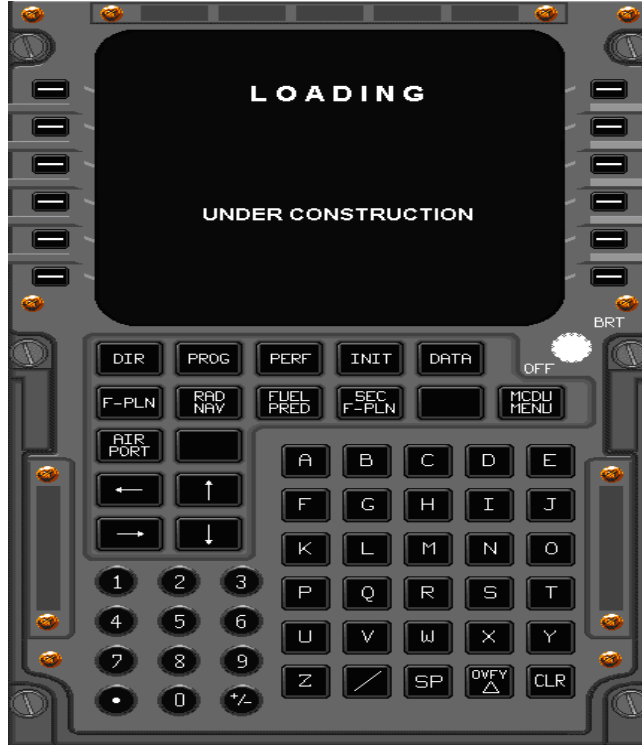 LOADING
UNDER CONSTRUCTION
BRT
OFF
DIR PROG PERF INIT DATA
F-PLN RAD NAV FUEL PRED SEC F-PLN MCDU MENU
AIR PORT
← ↑
→ ↓
A B C D E
F G H I J
K L M N O
P Q R S T
U V W X Y
Z / SP OVFY △ CLR
1 2 3
4 5 6
7 8 9
• 0 +/-